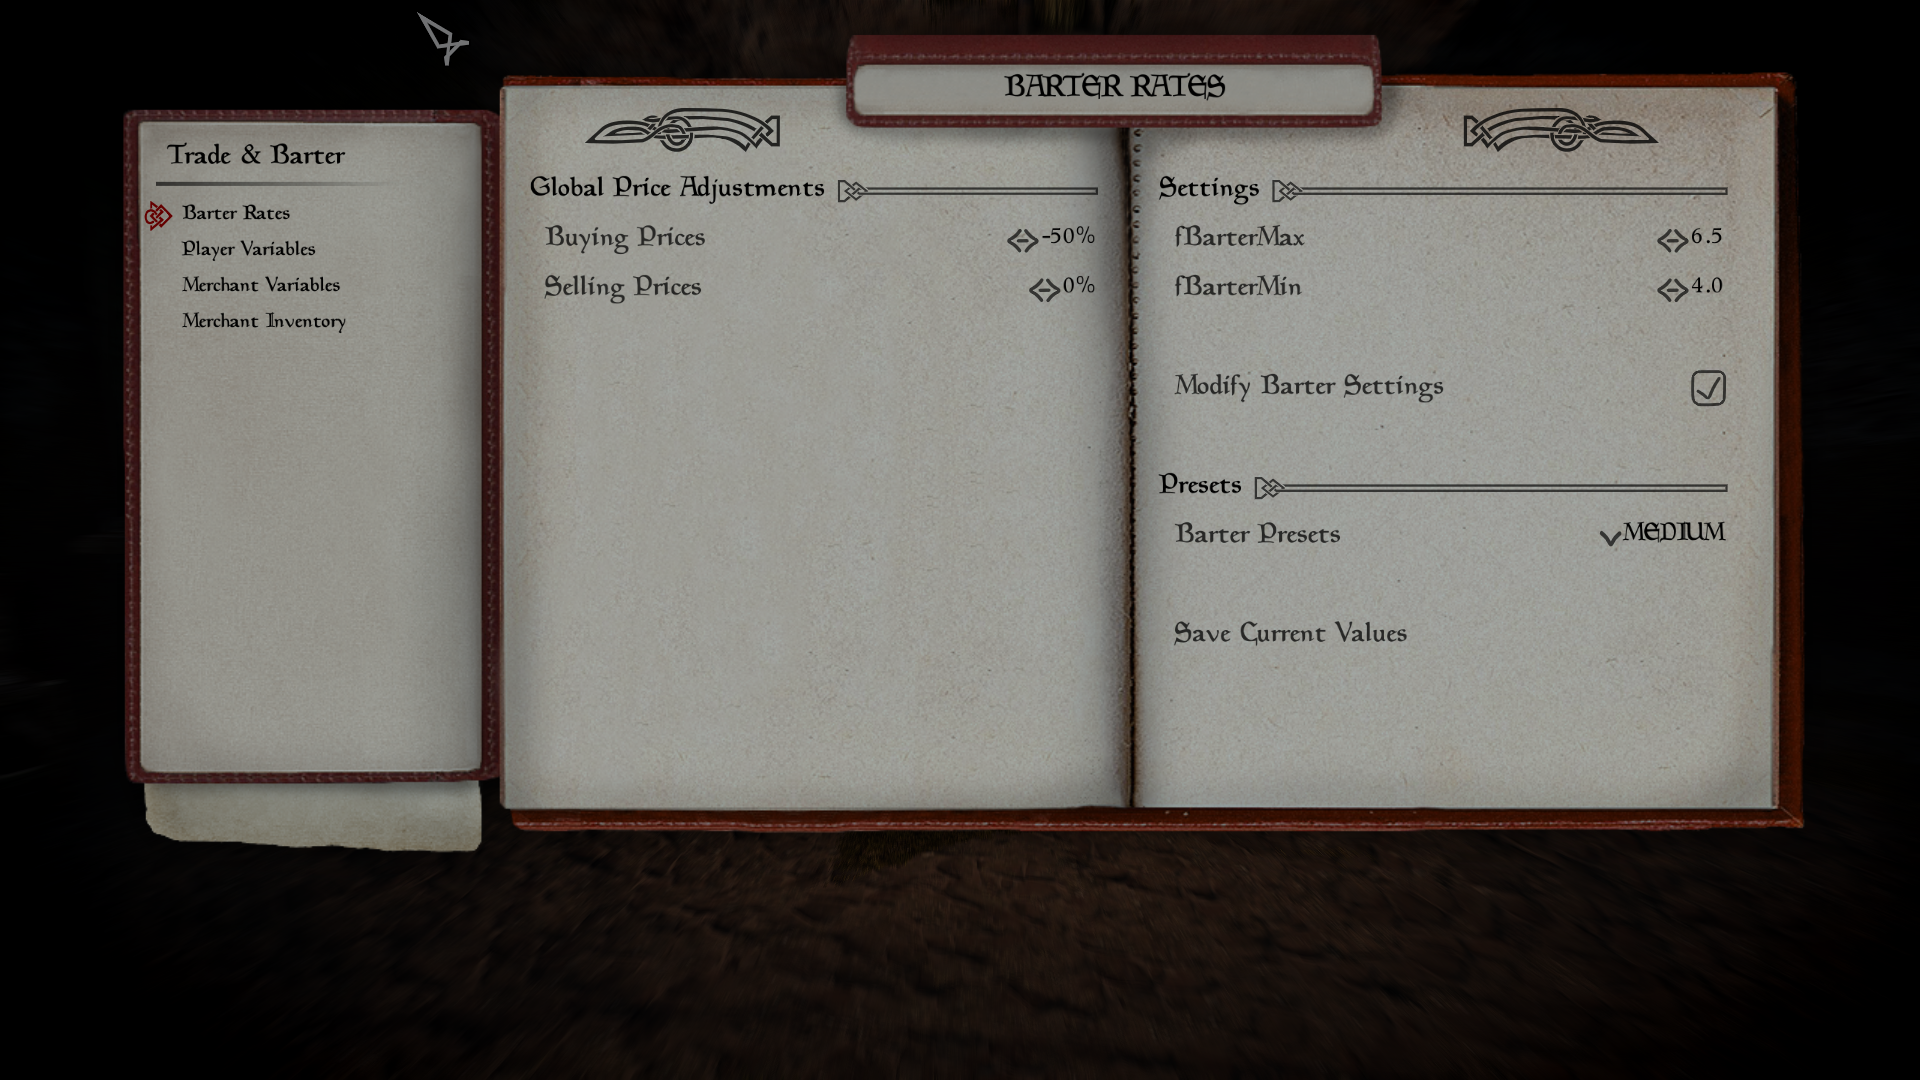 BARTER RATES
Trade & Barter
Barter Rates
Player Variables
Merchant Variables
Merchant Inventory
Global Price Adjustments
Buying Prices -50%
Selling Prices 0%
Settings
fBarterMax 6.5
fBarterMin 4.0
Modify Barter Settings
Presets
Barter Presets MEDIUM
Save Current Values